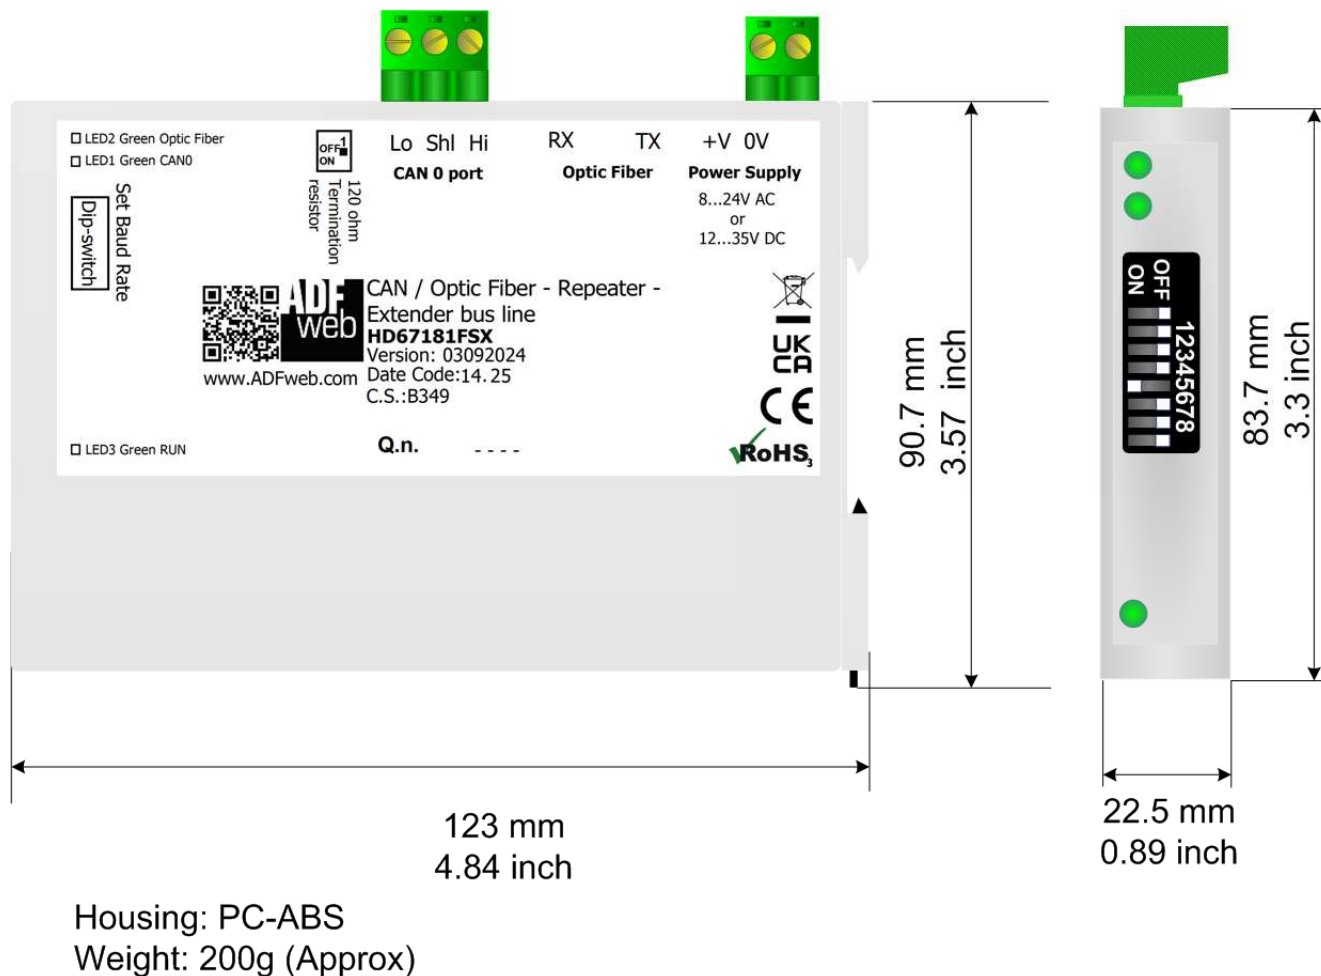 LED2 Green Optic Fiber
LED1 Green CAN0
Set Baud Rate
Dip-switch
OFF 1
ON
120 ohm
Termination
resistor
Lo Shl Hi
CAN 0 port
RX TX
Optic Fiber
+V 0V
Power Supply
8...24V AC
or
12...35V DC
ADF
web
www.ADFweb.com
CAN / Optic Fiber - Repeater -
Extender bus line
HD67181FSX
Version: 03092024
Date Code:14.25
C.S.:B349
UK
CA
CE
RoHS3
LED3 Green RUN
Q.n. - - - -
90.7 mm
3.57 inch
OFF
ON
12345678
83.7 mm
3.3 inch
123 mm
4.84 inch
22.5 mm
0.89 inch
Housing: PC-ABS
Weight: 200g (Approx)